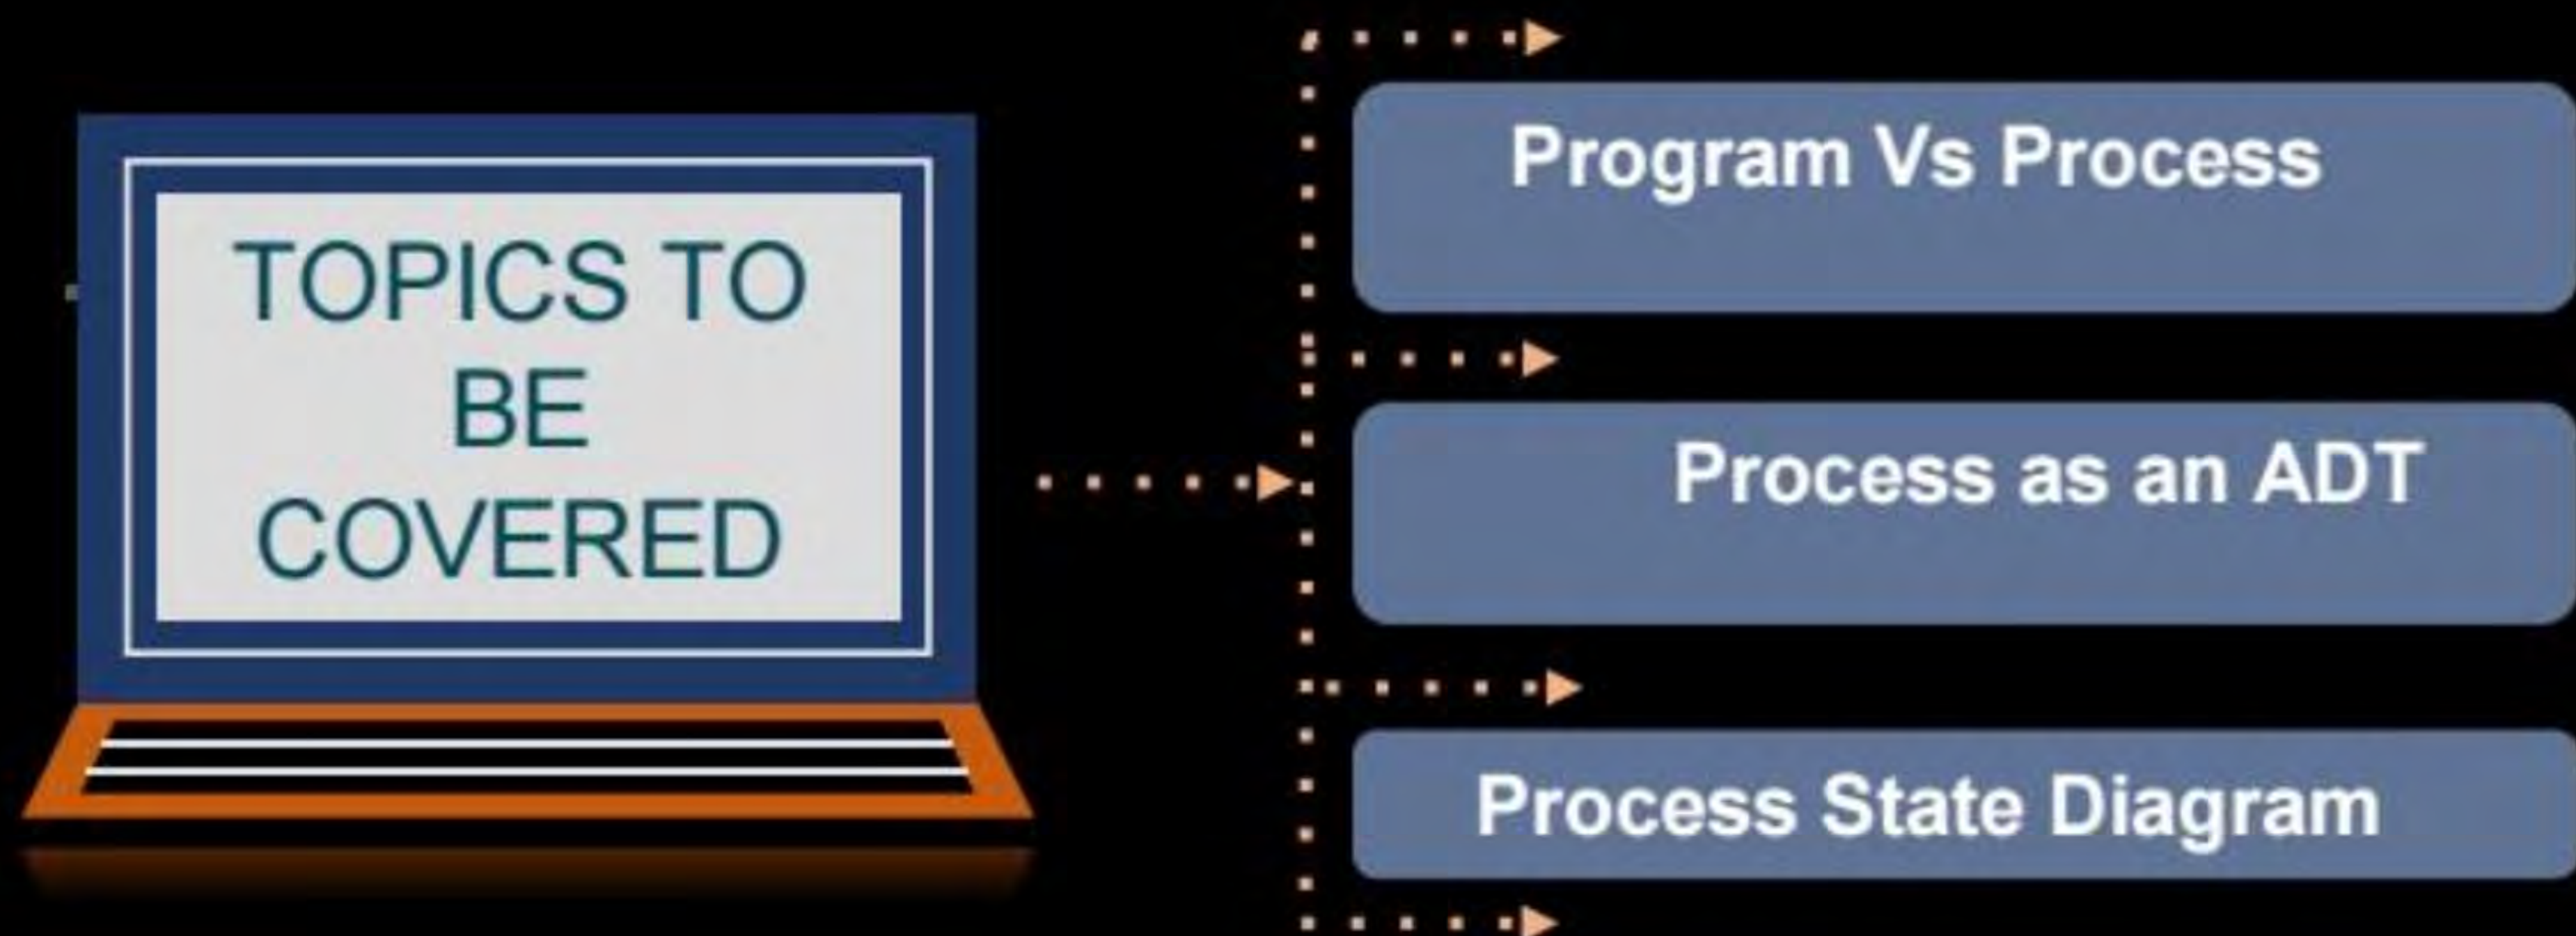 TOPICS TO
BE
COVERED
Program Vs Process
Process as an ADT
Process State Diagram